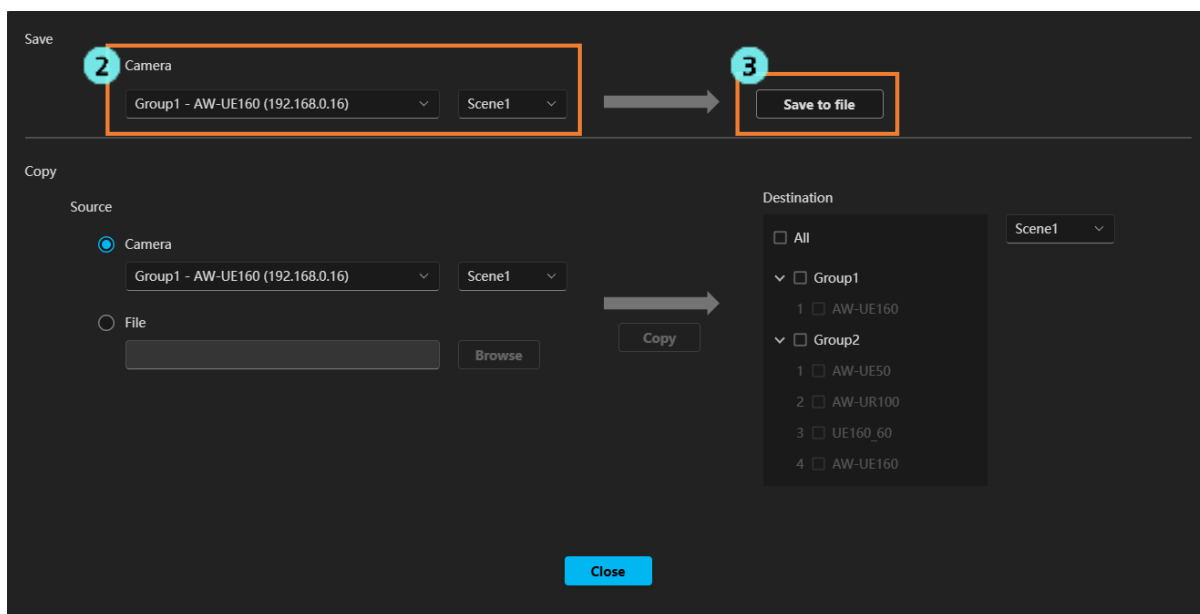 Save
2
Camera
3
Group1 - AW-UE160 (192.168.0.16)
Scene1
Save to file
Copy
Source
Destination
Camera
All
Scene1
Group1 - AW-UE160 (192.168.0.16)
Scene1
Group1
1 AW-UE160
File
Copy
Group2
Browse
1 AW-UE50
2 AW-UR100
3 UE160_60
4 AW-UE160
Close